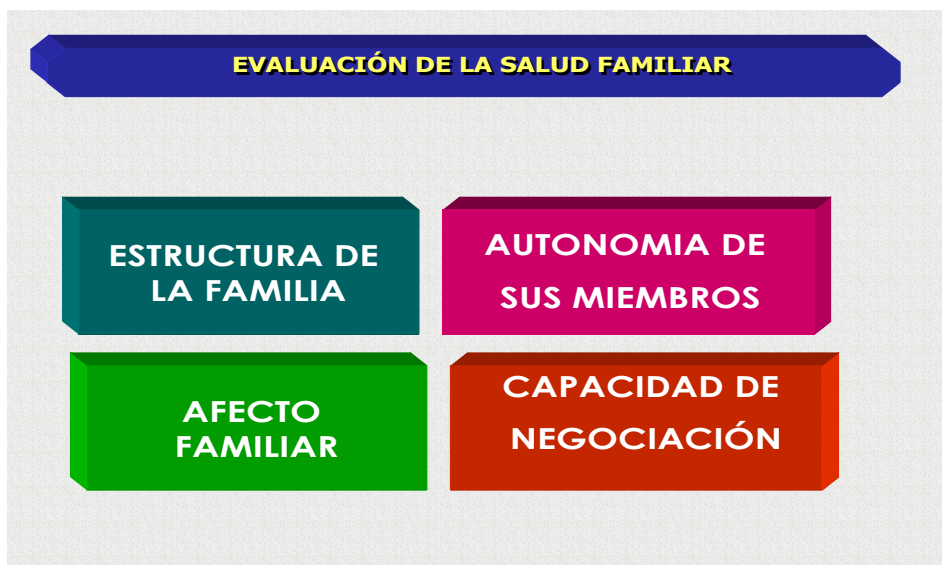 EVALUACIÓN DE LA SALUD FAMILIAR
ESTRUCTURA DE
LA FAMILIA
AUTONOMIA DE
SUS MIEMBROS
AFECTO
FAMILIAR
CAPACIDAD DE
NEGOCIACIÓN